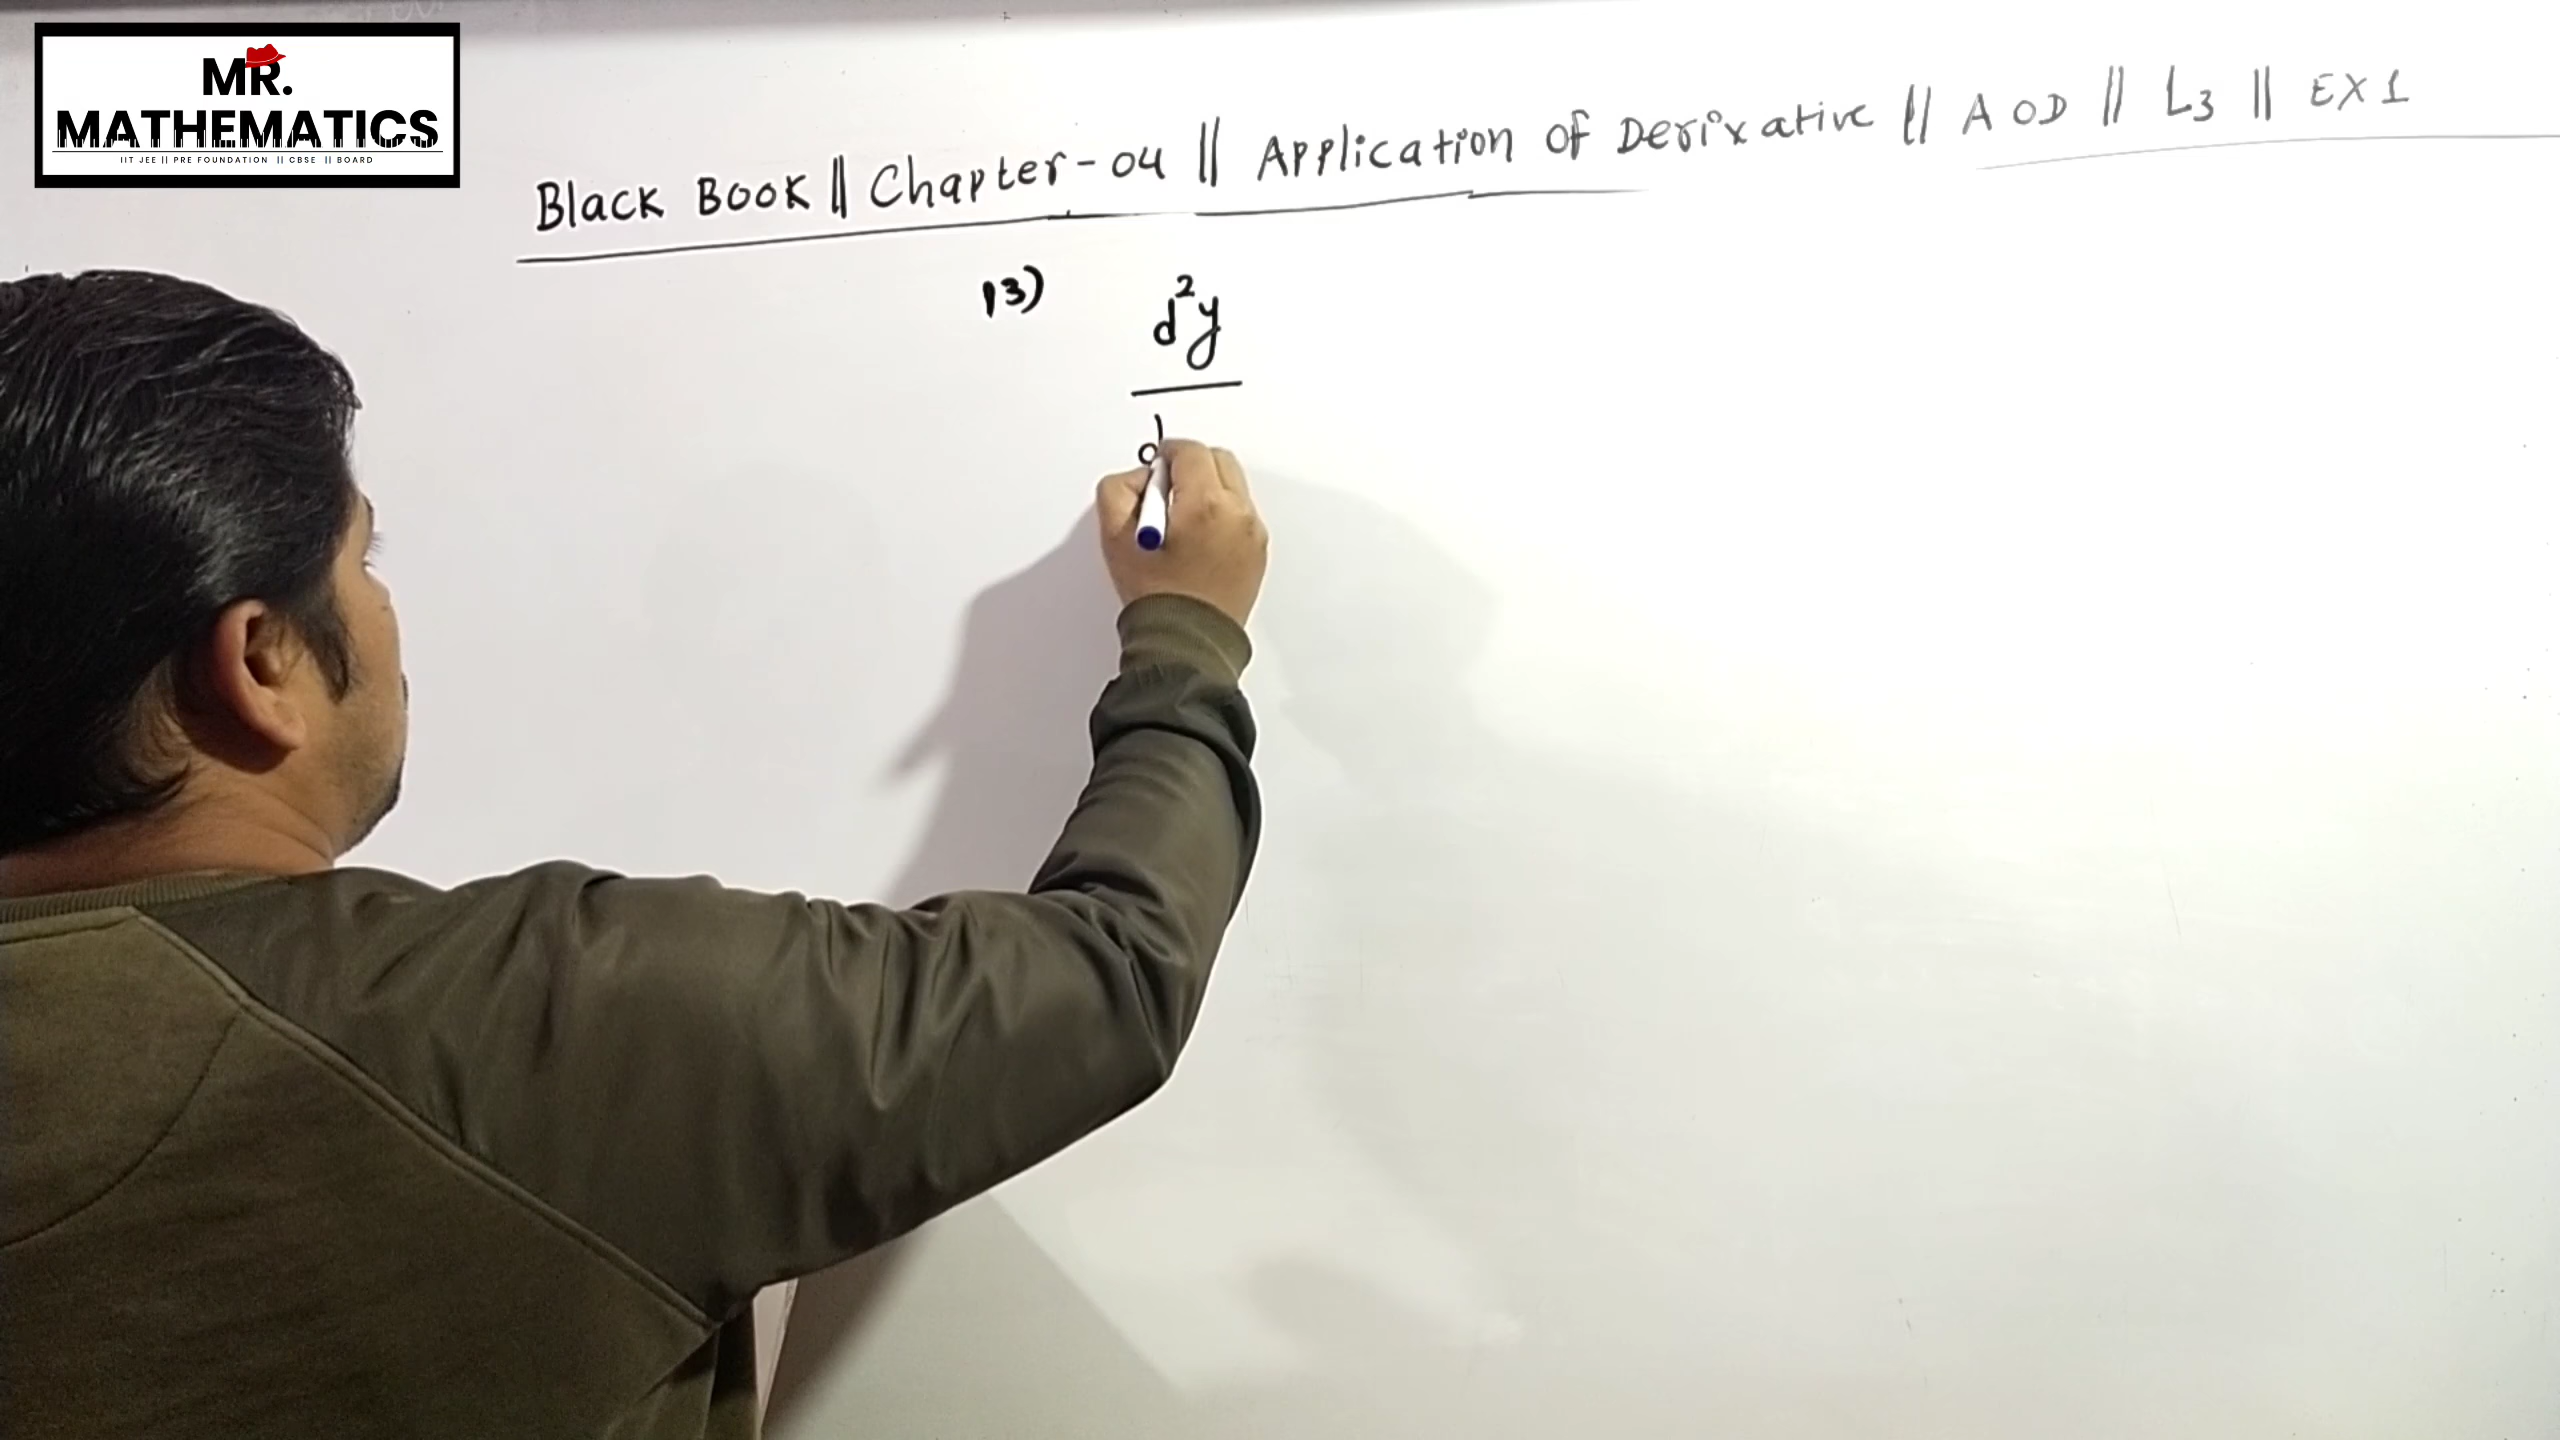 MR.
MATHEMATICS
IIT JEE || PRE FOUNDATION || CBSE || BOARD
Black Book || Chapter-04 || Application of Derixative || AOD || L3 || EX1
13) d²y
d